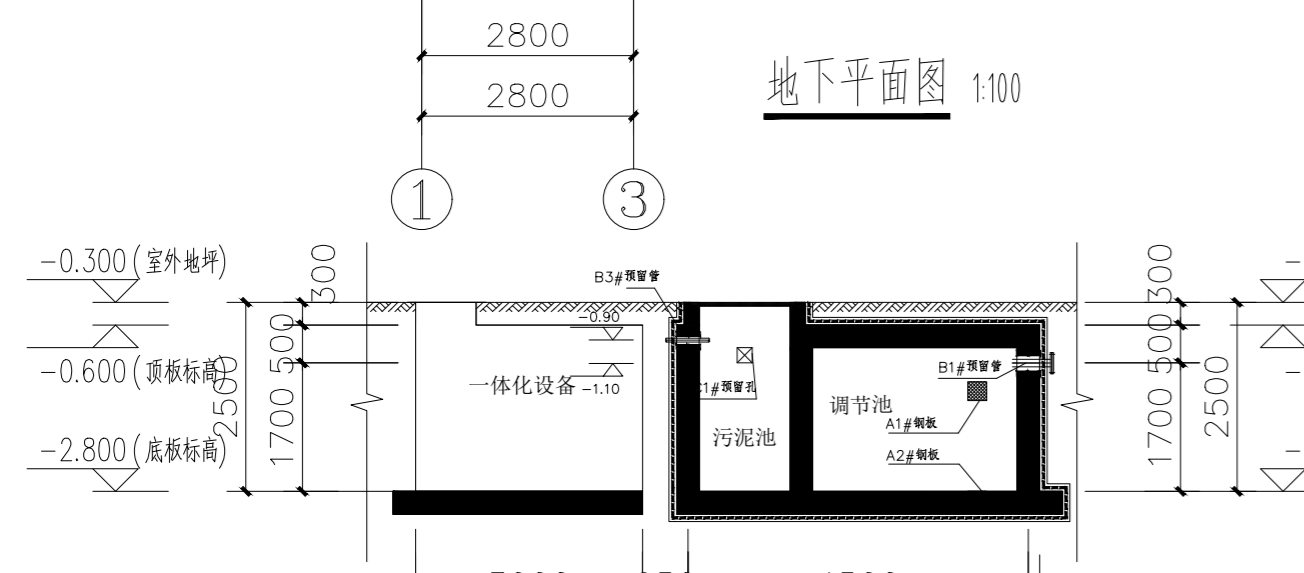 2800
地下平面图 1:100
2800
1
3
-0.300(室外地坪)
300
B3#预留管
300
-0.90
500
-0.600(顶板标高)
2500
一体化设备
-1.10
1#预留孔
B1#预留管
调节池
A1#钢板
500
2500
1700
污泥池
A2#钢板
1700
-2.800(底板标高)